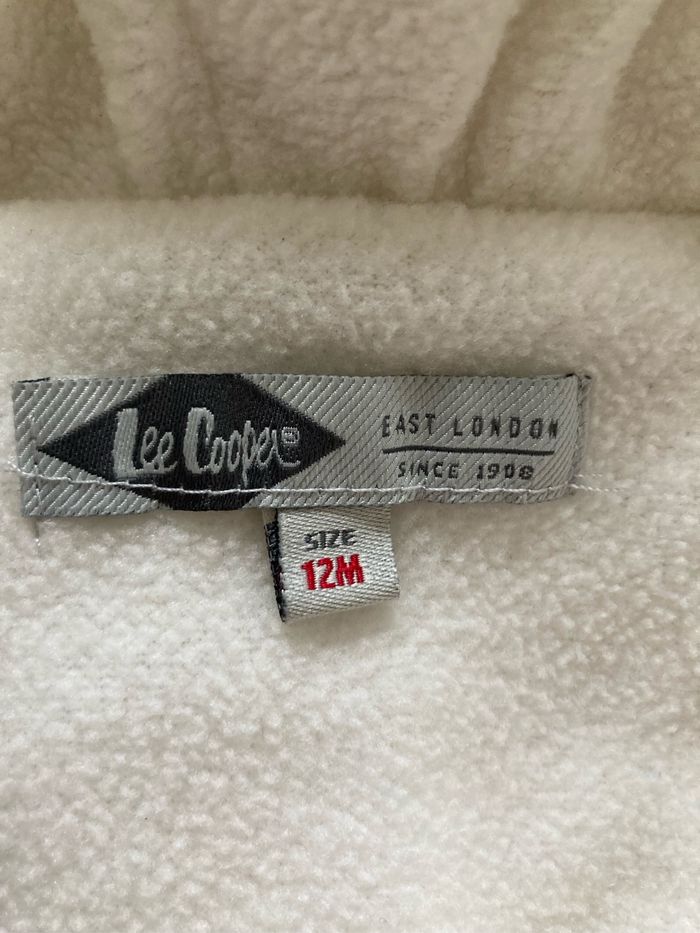 Lee Cooper®
EAST LONDON
SINCE 1908
SIZE
12M